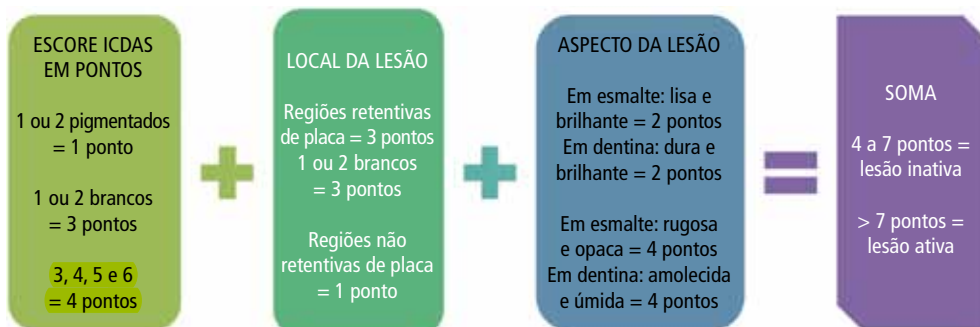 ESCORE ICDAS
EM PONTOS
1 ou 2 pigmentados
= 1 ponto
1 ou 2 brancos
= 3 pontos
3, 4, 5 e 6
= 4 pontos
LOCAL DA LESÃO
Regiões retentivas
de placa = 3 pontos
1 ou 2 brancos
= 3 pontos
Regiões não
retentivas de placa
= 1 ponto
ASPECTO DA LESÃO
Em esmalte: lisa e
brilhante = 2 pontos
Em dentina: dura e
brilhante = 2 pontos
Em esmalte: rugosa
e opaca = 4 pontos
Em dentina: amolecida
e úmida = 4 pontos
SOMA
4 a 7 pontos =
lesão inativa
> 7 pontos =
lesão ativa